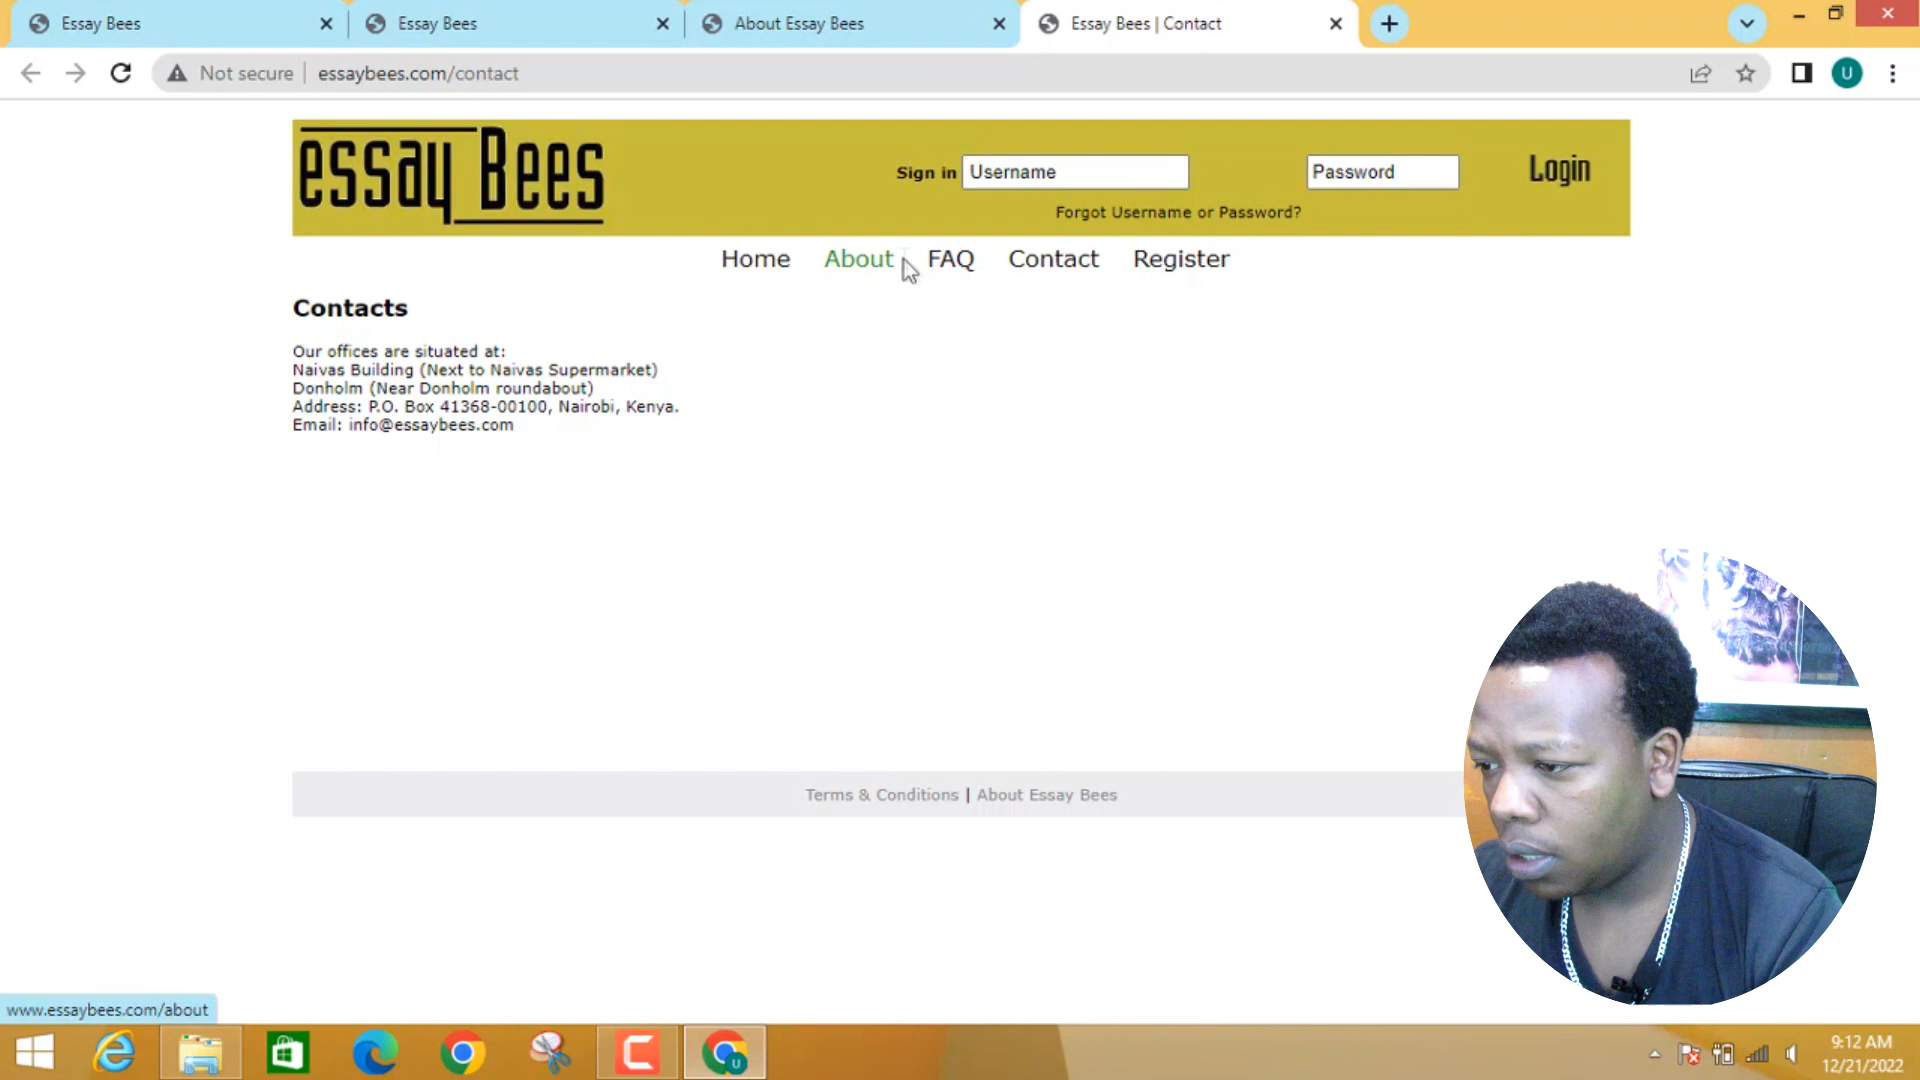 Essay Bees
Essay Bees
About Essay Bees
Essay Bees | Contact
U
Not secure
essaybees.com/contact
essay Bees
Sign in
Username
Password
Login
Forgot Username or Password?
Home About FAQ Contact Register
Contacts
Our offices are situated at:
Naivas Building (Next to Naivas Supermarket)
Donholm (Near Donholm roundabout)
Address: P.O. Box 41368-00100, Nairobi, Kenya.
Email: info@essaybees.com
Terms & Conditions | About Essay Bees
www.essaybees.com/about
U
9:12 AM
12/21/2022